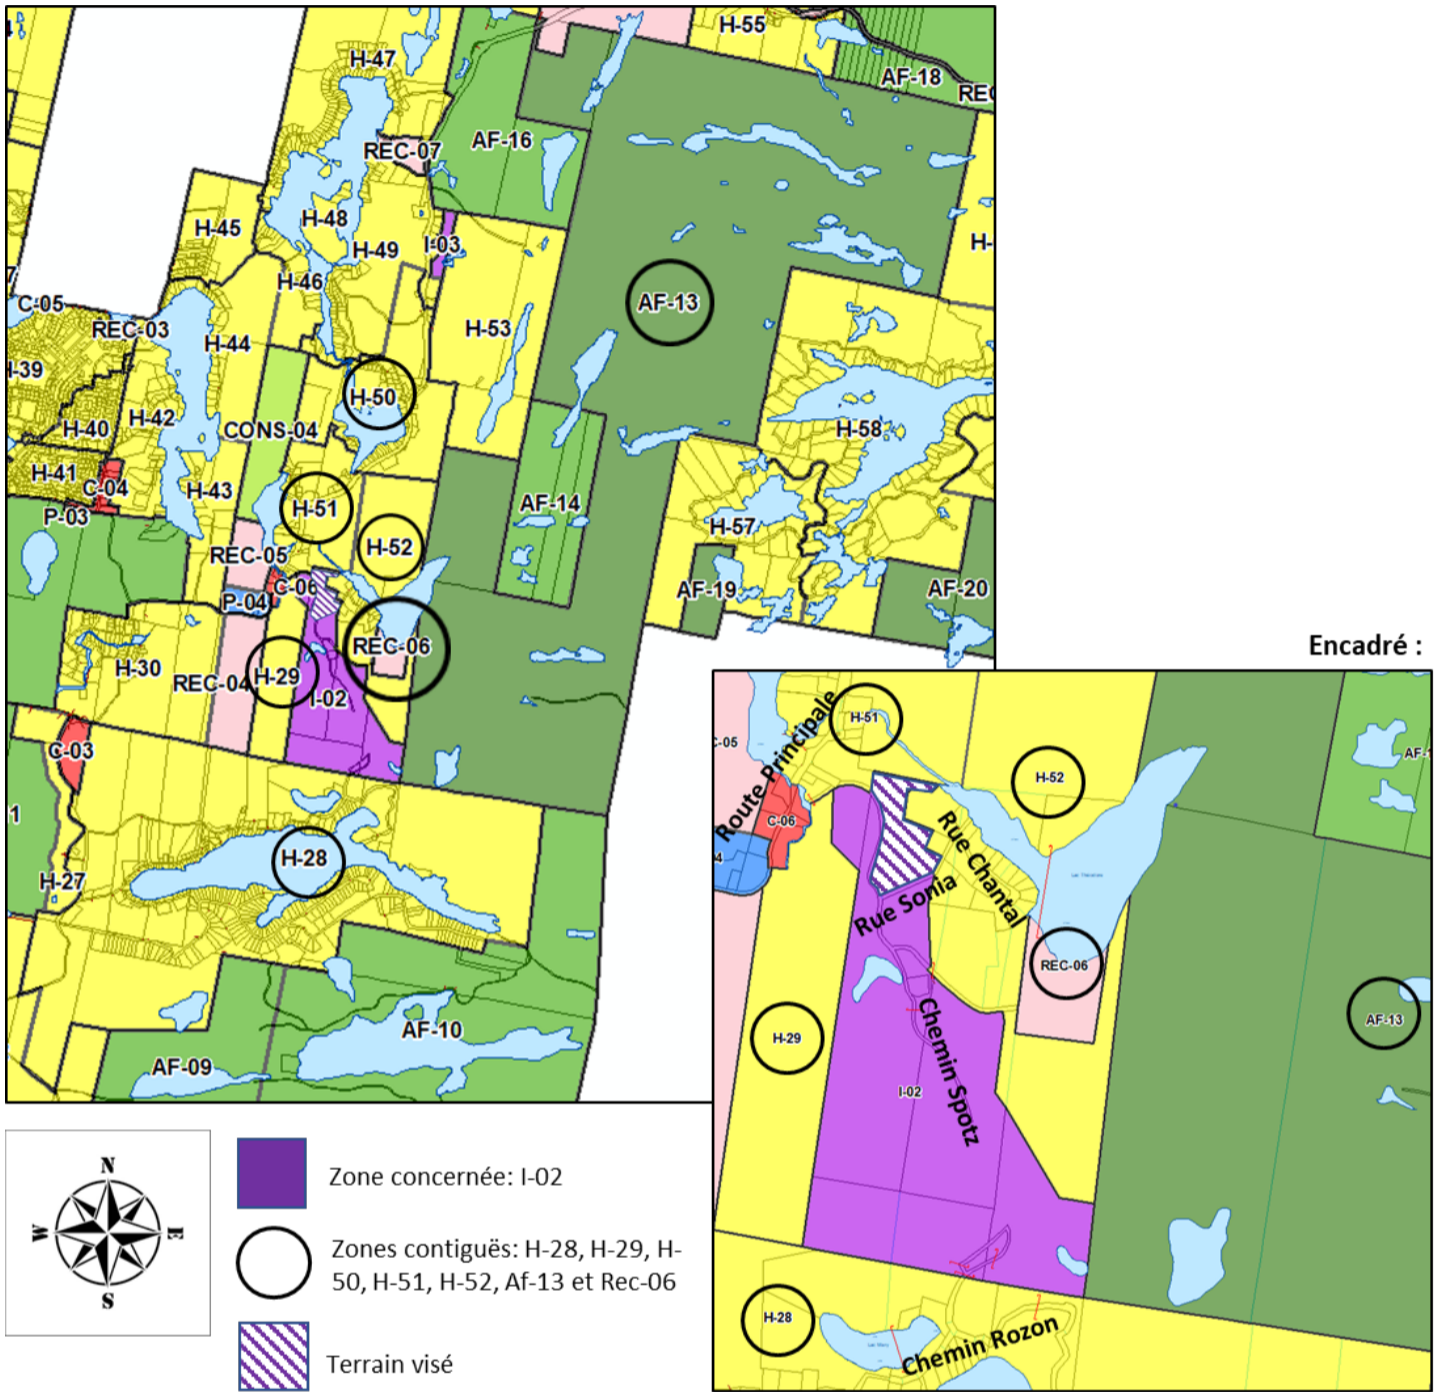 H-55
H-47
AF-18
AF-16
REC-07
H-45
H-48
H-49
I-03
H-46
C-05
REC-03
H-44
H-53
AF-13
H-50
H-42
H-40
CONS-04
H-58
H-41
C-04
H-43
P-03
H-51
AF-14
H-57
H-52
REC-05
C-06
P-04
AF-19
AF-20
REC-06
H-30
REC-04
H-29
I-02
C-03
H-28
H-27
AF-10
AF-09
Encadré :
Route Principale
H-51
H-52
C-06
Rue Chantal
Rue Sonia
REC-06
AF-13
H-29
Chemin Spotz
I-02
H-28
Chemin Rozon
N
W
E
S
Zone concernée: I-02
Zones contiguës: H-28, H-29, H-
50, H-51, H-52, Af-13 et Rec-06
Terrain visé